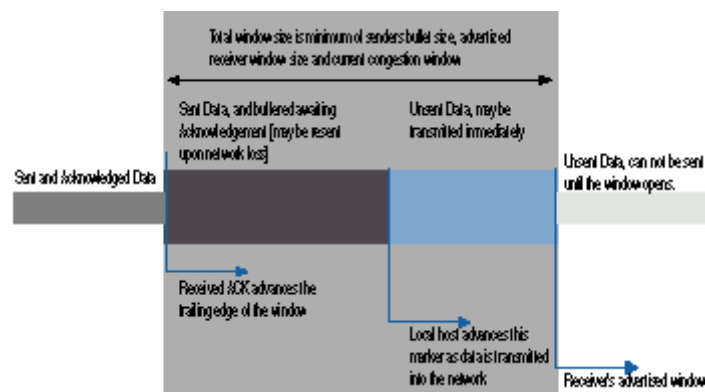 Total window size is minimum of senders buffer size, advertized
receiver window size and current congestion window
Sent Data, and buffered awaiting
Acknowledgement [may be resent
upon network loss]
Unsent Data, may be
transmitted immediately
Sent and Acknowledged Data
Unsent Data, can not be sent
until the window opens.
Received ACK advances the
trailing edge of the window
Local host advances this
marker as data is transmitted
into the network
Receiver's advertized window